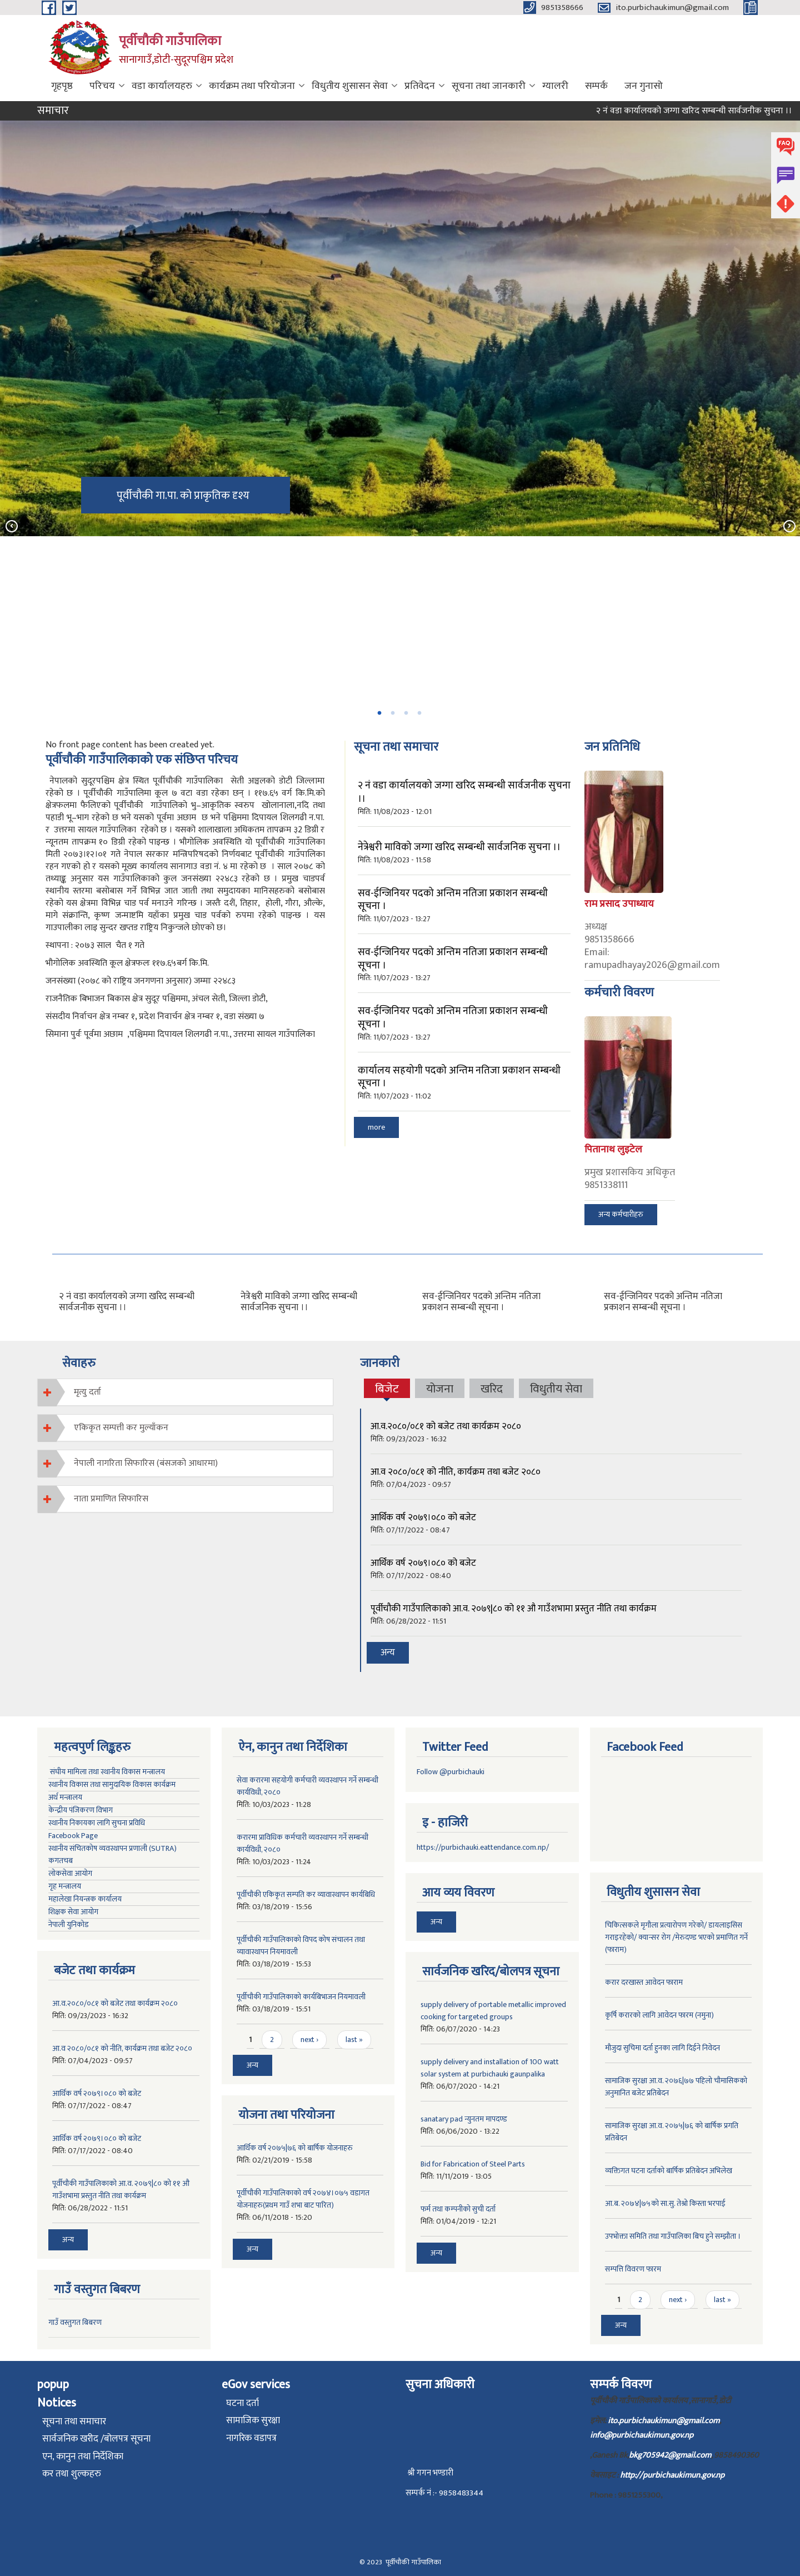 9851358666
ito.purbichaukimun@gmail.com
पूर्वीचौकी गाउँपालिका
सानागाउँ,डोटी-सुदूरपश्चिम प्रदेश
गृहपृष्ठ
परिचय
वडा कार्यालयहरु
कार्यक्रम तथा परियोजना
विधुतीय शुसासन सेवा
प्रतिवेदन
सूचना तथा जानकारी
ग्यालरी
सम्पर्क
जन गुनासो
समाचार
२ नं वडा कार्यालयको जग्गा खरिद सम्बन्धी सार्वजनीक सुचना ।।
FAQ
पूर्वीचौकी गा.पा. को प्राकृतिक दृश्य
No front page content has been created yet.
पूर्वीचौकी गाउँपालिकाको एक संछिप्त परिचय
नेपालको सुदूरपश्चिम क्षेत्र स्थित पूर्वीचौकी गाउँपालिका सेती अञ्चलको डोटी जिल्लामा
रहेको छ । पूर्वीचौकी गाउँपालिमा कूल ७ वटा वडा रहेका छन् । ११७.६५ वर्ग कि.मि.को
क्षेत्रफलमा फैलिएको पूर्वीचौकी गाउँपालिको भु–आकृतिक स्वरुप खोलानाला,नदि तथा
पहाडी भू–भाग रहेको छ भने यसको पूर्वमा अछाम छ भने पश्चिममा दिपायल शिलगढी न.पा.
र उत्तरमा सायल गाउँपालिका रहेको छ । यसको शालाखाला अधिकतम तापक्रम 32 डिग्री र
न्यूनतम तापक्रम १० डिग्री रहेको पाइन्छ । भौगोलिक अवस्थिति यो पूर्वीचौकी गाउँपालिका
मिती २०७३।१२।०१ गते नेपाल सरकार मन्त्रिपरिषदको निर्णयबाट पूर्वीचौकी गाउँपालिका
रहन गएको हो र यसको मूख्य कार्यालय सानागाउ वडा नं. ४ मा रहेको छ । साल २०७८ को
तथ्याङ्क अनुसार यस गाउँपालिकाको कुल जनसंख्या २२४८३ रहेको छ । प्रमुख चाडपर्व
स्थानीय स्तरमा बसोबास गर्ने विभिन्न जात जाती तथा समुदायका मानिसहरुको बसोबास
रहेको यस क्षेत्रमा विभिन्न चाड पर्व मनाउने गरिन्छ । जस्तै दशैं, तिहार, होली, गौरा, औल्के,
मागे संक्रान्ति, कृष्ण जन्माष्टमि यहाँका प्रमुख चाड पर्वको रुपमा रहेको पाइन्छ । यस
गाउपालीका लाइ सुन्दर खप्तड राष्ट्रिय निकुन्जले छोएको छ।
स्थापना : २०७३ साल चैत १ गते
भौगोलिक अवस्थिति कूल क्षेत्रफल‍ः ११७.६५बर्ग कि.मि.
जनसंख्या (२०७८ को राष्ट्रिय जनगणना अनुसार) जम्मा २२४८३
राजनैतिक बिभाजन बिकास क्षेत्र सुदूर पश्चिममा, अंचल सेती, जिल्ला डोटी,
संसदीय निर्वाचन क्षेत्र नम्बर १, प्रदेश निवार्चन क्षेत्र नम्बर १, वडा संख्या ७
सिमाना पुर्व पूर्वमा अछाम ,पश्चिममा दिपायल शिलगढी न.पा., उत्तरमा सायल गाउँपालिका
सूचना तथा समाचार
२ नं वडा कार्यालयको जग्गा खरिद सम्बन्धी सार्वजनीक सुचना
।।
मिति: 11/08/2023 - 12:01
नेत्रेश्वरी माविको जग्गा खरिद सम्बन्धी सार्वजनिक सुचना ।।
मिति: 11/08/2023 - 11:58
सव-ईन्जिनियर पदको अन्तिम नतिजा प्रकाशन सम्बन्धी
सूचना ।
मिति: 11/07/2023 - 13:27
सव-ईन्जिनियर पदको अन्तिम नतिजा प्रकाशन सम्बन्धी
सूचना ।
मिति: 11/07/2023 - 13:27
सव-ईन्जिनियर पदको अन्तिम नतिजा प्रकाशन सम्बन्धी
सूचना ।
मिति: 11/07/2023 - 13:27
कार्यालय सहयोगी पदको अन्तिम नतिजा प्रकाशन सम्बन्धी
सूचना ।
मिति: 11/07/2023 - 11:02
more
जन प्रतिनिधि
राम प्रसाद उपाध्याय
अध्यक्ष
9851358666
Email:
ramupadhayay2026@gmail.com
कर्मचारी विवरण
पितानाथ लुइटेल
प्रमुख प्रशासकिय अधिकृत
9851338111
अन्य कर्मचारीहरु
२ नं वडा कार्यालयको जग्गा खरिद सम्बन्धी
सार्वजनीक सुचना ।।
नेत्रेश्वरी माविको जग्गा खरिद सम्बन्धी
सार्वजनिक सुचना ।।
सव-ईन्जिनियर पदको अन्तिम नतिजा
प्रकाशन सम्बन्धी सूचना ।
सव-ईन्जिनियर पदको अन्तिम नतिजा
प्रकाशन सम्बन्धी सूचना ।
सेवाहरु
मृत्यु दर्ता
एकिकृत सम्पती कर मुल्याँकन
नेपाली नागरिता सिफारिस (बंसजको आधारमा)
नाता प्रमाणित सिफारिस
जानकारी
बिजेट
योजना
खरिद
विधुतीय सेवा
आ.व.२०८०/०८१ को बजेट तथा कार्यक्रम २०८०
मिति: 09/23/2023 - 16:32
आ.व २०८०/०८१ को नीति, कार्यक्रम तथा बजेट २०८०
मिति: 07/04/2023 - 09:57
आर्थिक वर्ष २०७९।०८० को बजेट
मिति: 07/17/2022 - 08:47
आर्थिक वर्ष २०७९।०८० को बजेट
मिति: 07/17/2022 - 08:40
पूर्वीचौकी गाउँपालिकाको आ.व. २०७९|८० को ११ औ गाउँशभामा प्रस्तुत नीति तथा कार्यक्रम
मिति: 06/28/2022 - 11:51
अन्य
महत्वपुर्ण लिङ्कहरु
संघीय मामिला तथा स्थानीय विकास मन्त्रालय
स्थानीय विकास तथा सामुदायिक विकास कार्यक्रम
अर्थ मन्त्रालय
केन्द्रीय पंजिकरण विभाग
स्थानीय निकायका लागि सुचना प्रविधि
Facebook Page
स्थानीय संचितकोष व्यवस्थापन प्रणाली (SUTRA)
कगतपत्र
लोकसेवा आयोग
गृह मन्त्रालय
महालेखा नियन्त्रक कार्यालय
शिक्षक सेवा आयोग
नेपाली युनिकोड
बजेट तथा कार्यक्रम
आ.व.२०८०/०८१ को बजेट तथा कार्यक्रम २०८०
मिति: 09/23/2023 - 16:32
आ.व २०८०/०८१ को नीति, कार्यक्रम तथा बजेट २०८०
मिति: 07/04/2023 - 09:57
आर्थिक वर्ष २०७९।०८० को बजेट
मिति: 07/17/2022 - 08:47
आर्थिक वर्ष २०७९।०८० को बजेट
मिति: 07/17/2022 - 08:40
पूर्वीचौकी गाउँपालिकाको आ.व. २०७९|८० को ११ औ
गाउँशभामा प्रस्तुत नीति तथा कार्यक्रम
मिति: 06/28/2022 - 11:51
अन्य
गाउँ वस्तुगत बिबरण
गाउँ वस्तुगत बिबरण
ऐन, कानुन तथा निर्देशिका
सेवा करारमा सहयोगी कर्मचारी व्यवस्थापन गर्ने सम्बन्धी
कार्यविधी, २०८०
मिति: 10/03/2023 - 11:28
करारमा प्राविधिक कर्मचारी व्यवस्थापन गर्ने सम्बन्धी
कार्यविधी, २०८०
मिति: 10/03/2023 - 11:24
पूर्वीचौकी एकिकृत सम्पति कर व्यावास्थापन कार्यबिधि
मिति: 03/18/2019 - 15:56
पूर्वीचौकी गाउँपालिकाको विपद कोष संचालन तथा
व्यावास्थापन नियमावली
मिति: 03/18/2019 - 15:53
पूर्वीचौकी गाउँपालिकाको कार्यबिभाजन नियमावली
मिति: 03/18/2019 - 15:51
1 2 next › last »
अन्य
योजना तथा परियोजना
आर्थिक वर्ष २०७५|७६ को बार्षिक योजनाहरु
मिति: 02/21/2019 - 15:58
पूर्वीचौकी गाउँपालिकाको वर्ष २०७४।०७५ वडागत
योजनाहरु(प्रथम गाउँ शभा बाट पारित)
मिति: 06/11/2018 - 15:20
अन्य
Twitter Feed
Follow @purbichauki
इ - हाजिरी
https://purbichauki.eattendance.com.np/
आय व्यय विवरण
अन्य
सार्वजनिक खरिद/बोलपत्र सूचना
supply delivery of portable metallic improved
cooking for targeted groups
मिति: 06/07/2020 - 14:23
supply delivery and installation of 100 watt
solar system at purbichauki gaunpalika
मिति: 06/07/2020 - 14:21
sanatary pad न्युनतम मापदण्ड
मिति: 06/06/2020 - 13:22
Bid for Fabrication of Steel Parts
मिति: 11/11/2019 - 13:05
फर्म तथा कम्पनीको सुची दर्ता
मिति: 01/04/2019 - 12:21
अन्य
Facebook Feed
विधुतीय शुसासन सेवा
चिकित्सकले मृगौला प्रत्यारोपण गरेको/ डायलाइसिस
गराइरहेको/ क्यान्सर रोग /मेरुदण्ड भएको प्रमाणित गर्ने
(फाराम)
करार दरखास्त आवेदन फाराम
कृर्षि करारको लागि आवेदन फारम (नमुना)
मौजुदा सुचिमा दर्ता हुनका लागि दिईने निवेदन
सामाजिक सुरक्षा आ.व. २०७६|७७ पहिलो चौमासिकको
अनुमानित बजेट प्रतिबेदन
सामाजिक सुरक्षा आ.व. २०७५|७६ को बार्षिक प्रगति
प्रतिबेदन
व्यक्तिगत घटना दर्ताको बार्षिक प्रतिबेदन अभिलेख
आ.ब. २०७४|७५ को सा.सु. तेश्रो किस्ता भरपाई
उपभोक्ता समिति तथा गाउँपालिका बिच हुने सम्झौता ।
सम्पत्ति विवरण फारम
1 2 next › last »
अन्य
popup
Notices
सूचना तथा समाचार
सार्वजनिक खरीद /बोलपत्र सूचना
एन, कानुन तथा निर्देशिका
कर तथा शुल्कहरु
eGov services
घटना दर्ता
सामाजिक सुरक्षा
नागरिक वडापत्र
सुचना अधिकारी
श्री गगन भण्डारी
सम्पर्क नं :- 9858483344
सम्पर्क विवरण
ito.purbichaukimun@gmail.com
info@purbichaukimun.gov.np
bkg705942@gmail.com
http://purbichaukimun.gov.np
© 2023 पूर्वीचौकी गाउँपालिका